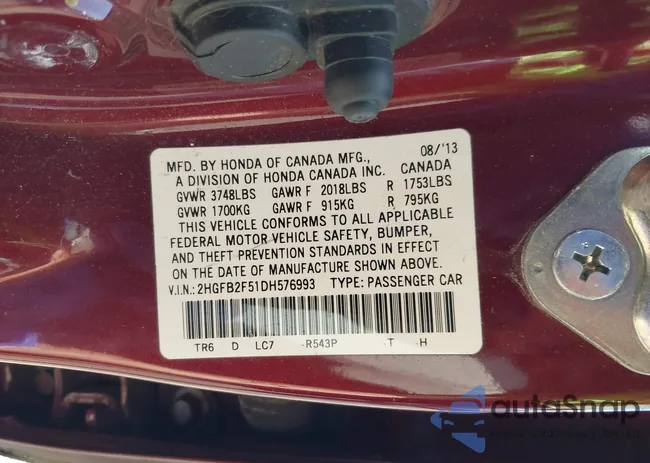 MFD. BY HONDA OF CANADA MFG., 08/'13
A DIVISION OF HONDA CANADA INC. CANADA
GVWR 3748LBS GAWR F 2018LBS R 1753LBS
GVWR 1700KG GAWR F 915KG R 795KG
THIS VEHICLE CONFORMS TO ALL APPLICABLE
FEDERAL MOTOR VEHICLE SAFETY, BUMPER,
AND THEFT PREVENTION STANDARDS IN EFFECT
ON THE DATE OF MANUFACTURE SHOWN ABOVE.
V.I.N.: 2HGFB2F51DH576993 TYPE: PASSENGER CAR
TR6 D LC7 -R543P -T -H
autoSnap